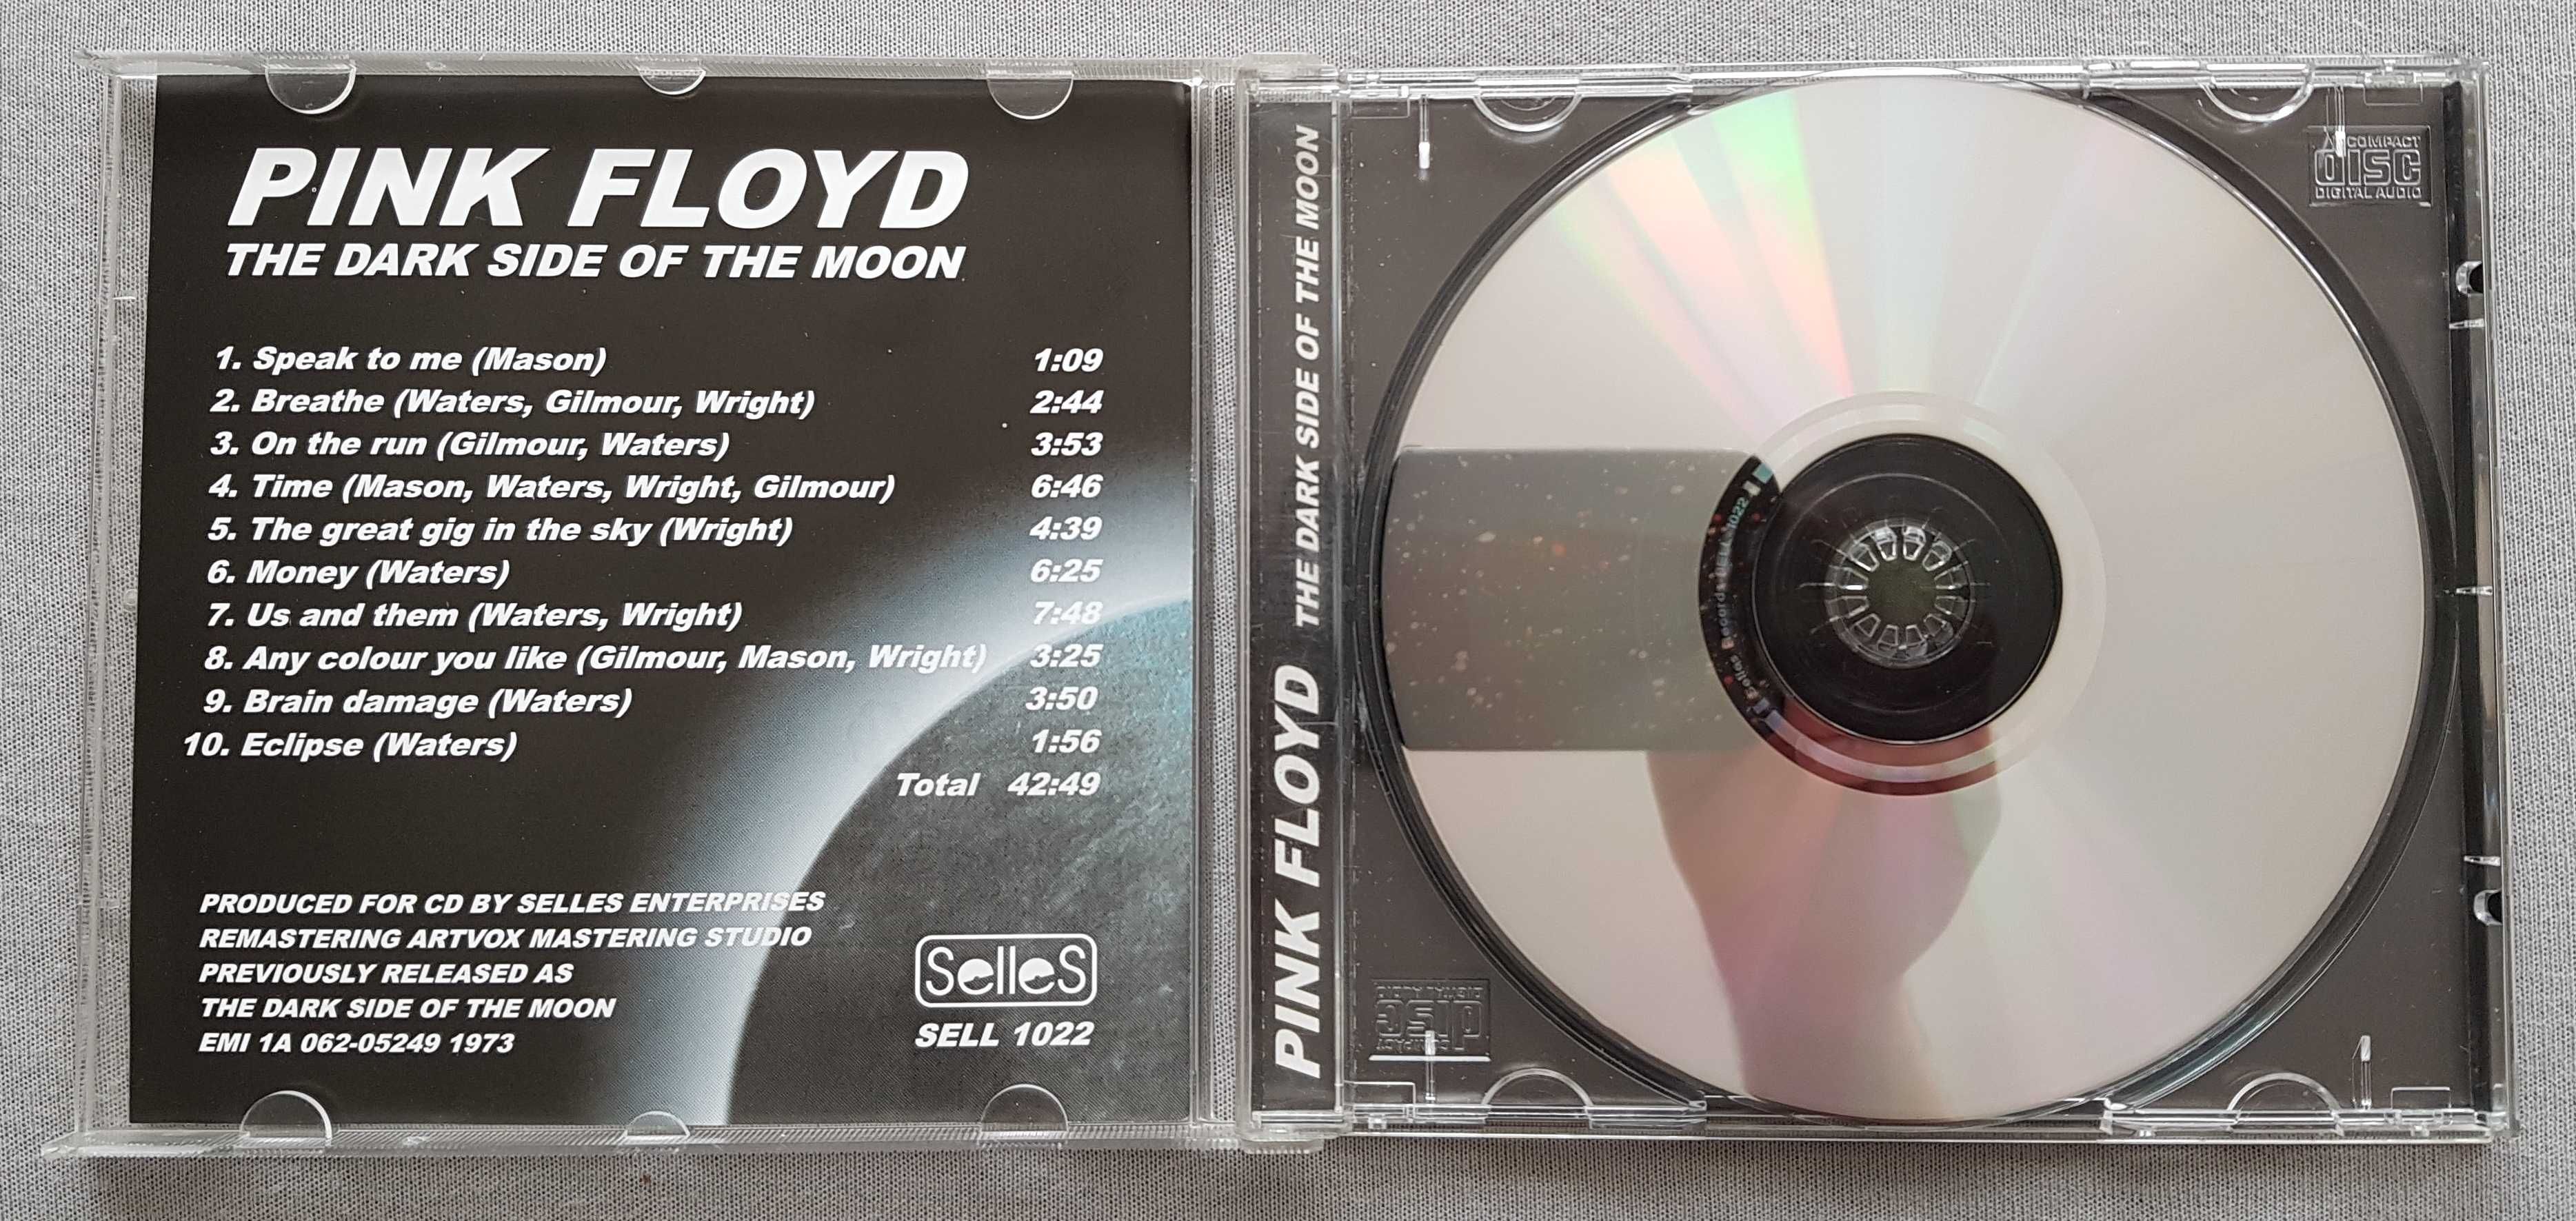 PINK FLOYD
THE DARK SIDE OF THE MOON
1. Speak to me (Mason) 1:09
2. Breathe (Waters, Gilmour, Wright) 2:44
3. On the run (Gilmour, Waters) 3:53
4. Time (Mason, Waters, Wright, Gilmour) 6:46
5. The great gig in the sky (Wright) 4:39
6. Money (Waters) 6:25
7. Us and them (Waters, Wright) 7:48
8. Any colour you like (Gilmour, Mason, Wright) 3:25
9. Brain damage (Waters) 3:50
10. Eclipse (Waters) 1:56
Total 42:49
PRODUCED FOR CD BY SELLES ENTERPRISES
REMASTERING ARTVOX MASTERING STUDIO
PREVIOUSLY RELEASED AS
THE DARK SIDE OF THE MOON
EMI 1A 062-05249 1973
SelleS
SELL 1022
PINK FLOYD THE DARK SIDE OF THE MOON
COMPACT
disc
DIGITAL AUDIO
Selles Records 1022